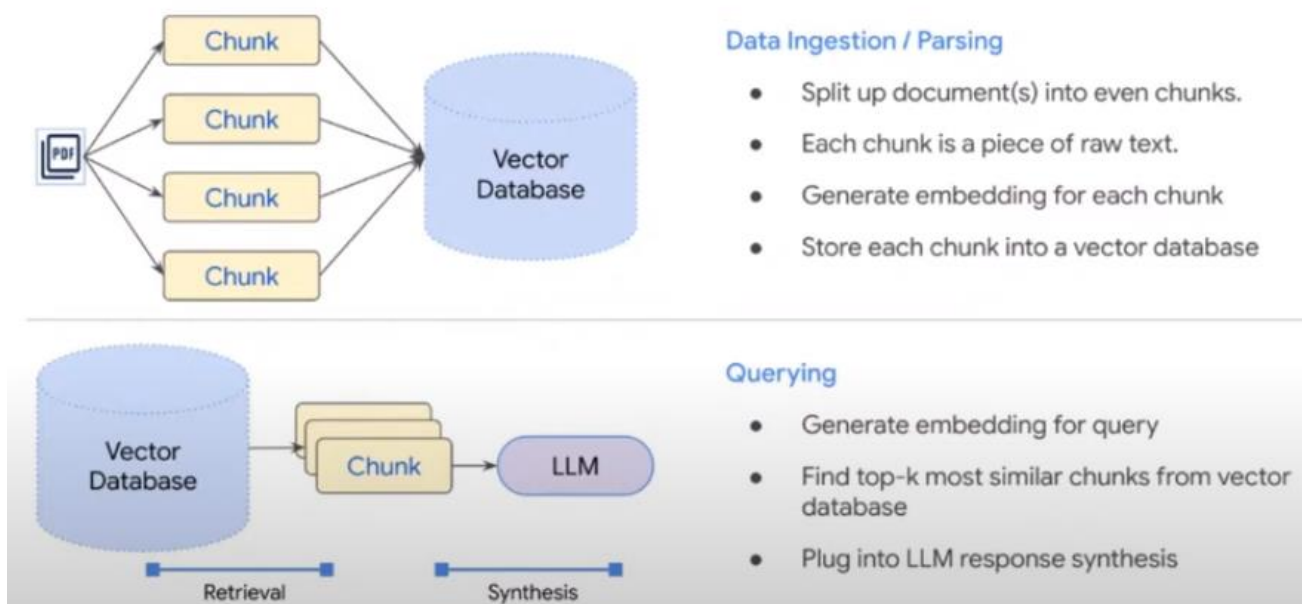 Chunk
Chunk
Chunk
Chunk
PDF
Vector
Database
Data Ingestion / Parsing
● Split up document(s) into even chunks.
● Each chunk is a piece of raw text.
● Generate embedding for each chunk
● Store each chunk into a vector database
Vector
Database
Chunk
LLM
Retrieval
Synthesis
Querying
● Generate embedding for query
● Find top-k most similar chunks from vector
database
● Plug into LLM response synthesis